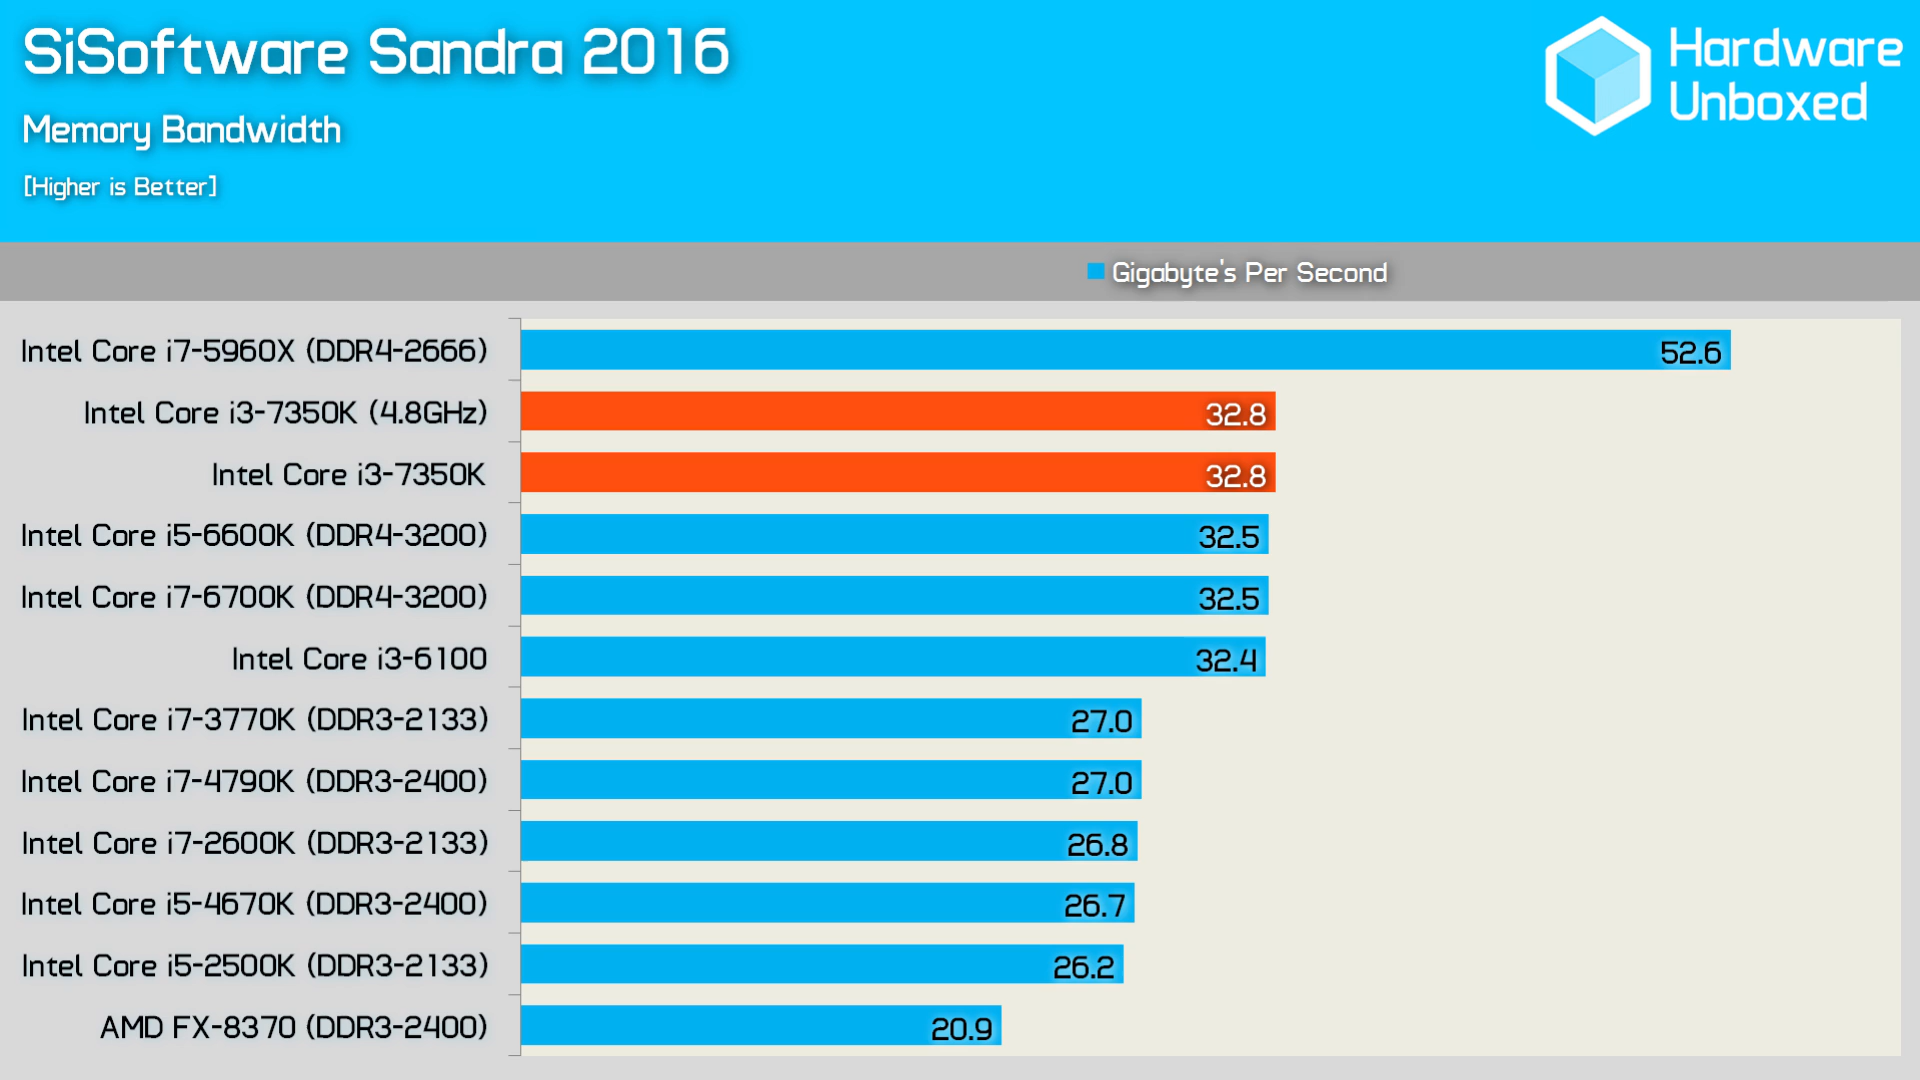 SiSoftware Sandra 2016
Hardware
Unboxed
Memory Bandwidth
[Higher is Better]
Gigabyte's Per Second
Intel Core i7-5960X (DDR4-2666) 52.6
Intel Core i3-7350K (4.8GHz) 32.8
Intel Core i3-7350K 32.8
Intel Core i5-6600K (DDR4-3200) 32.5
Intel Core i7-6700K (DDR4-3200) 32.5
Intel Core i3-6100 32.4
Intel Core i7-3770K (DDR3-2133) 27.0
Intel Core i7-4790K (DDR3-2400) 27.0
Intel Core i7-2600K (DDR3-2133) 26.8
Intel Core i5-4670K (DDR3-2400) 26.7
Intel Core i5-2500K (DDR3-2133) 26.2
AMD FX-8370 (DDR3-2400) 20.9